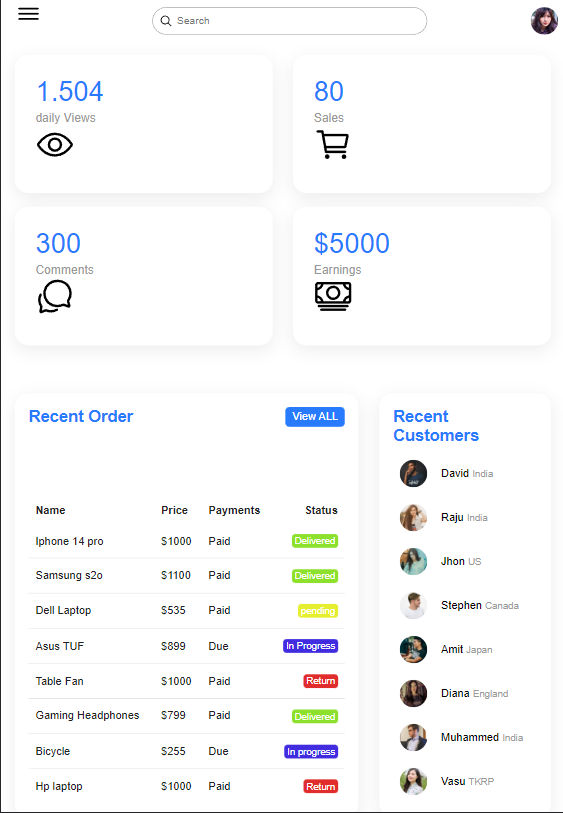 Search
1.504
daily Views
80
Sales
300
Comments
$5000
Earnings
Recent Order
View ALL
Name Price Payments Status
Iphone 14 pro $1000 Paid Delivered
Samsung s2o $1100 Paid Delivered
Dell Laptop $535 Paid pending
Asus TUF $899 Due In Progress
Table Fan $1000 Paid Return
Gaming Headphones $799 Paid Delivered
Bicycle $255 Due In progress
Hp laptop $1000 Paid Return
Recent
Customers
David India
Raju India
Jhon US
Stephen Canada
Amit Japan
Diana England
Muhammed India
Vasu TKRP